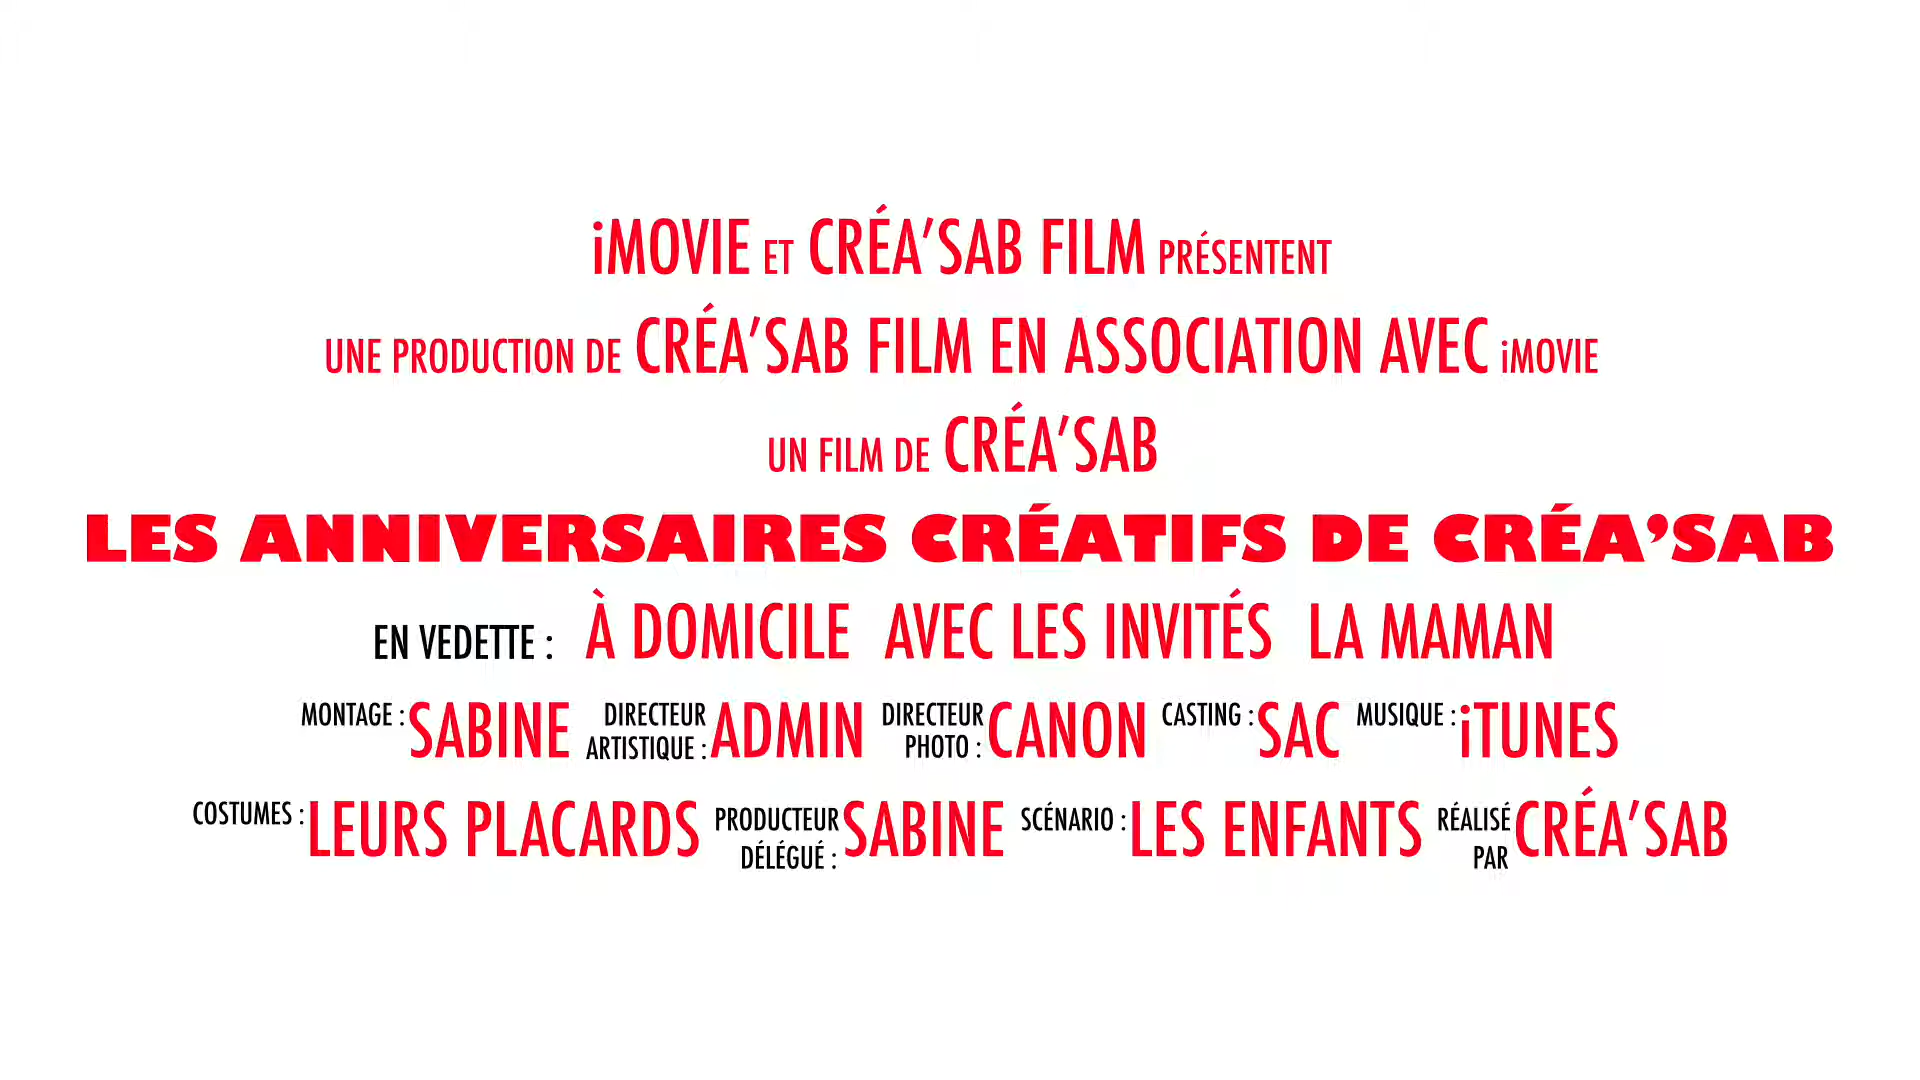 iMOVIE ET CRÉA’SAB FILM PRÉSENTENT
UNE PRODUCTION DE CRÉA’SAB FILM EN ASSOCIATION AVEC iMOVIE
UN FILM DE CRÉA’SAB
LES ANNIVERSAIRES CRÉATIFS DE CRÉA’SAB
EN VEDETTE : À DOMICILE AVEC LES INVITÉS LA MAMAN
MONTAGE : SABINE DIRECTEUR ARTISTIQUE : ADMIN DIRECTEUR PHOTO : CANON CASTING : SAC MUSIQUE : iTUNES
COSTUMES : LEURS PLACARDS PRODUCTEUR DÉLÉGUÉ : SABINE SCÉNARIO : LES ENFANTS RÉALISÉ PAR CRÉA’SAB